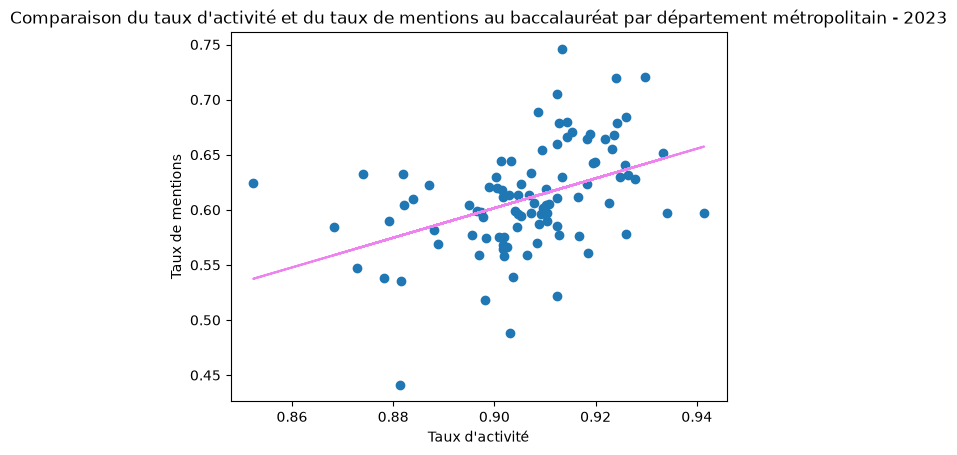 Comparaison du taux d'activité et du taux de mentions au baccalauréat par département métropolitain - 2023
0.75
0.70
0.65
0.60
0.55
0.50
0.45
Taux de mentions
0.86 0.88 0.90 0.92 0.94
Taux d'activité